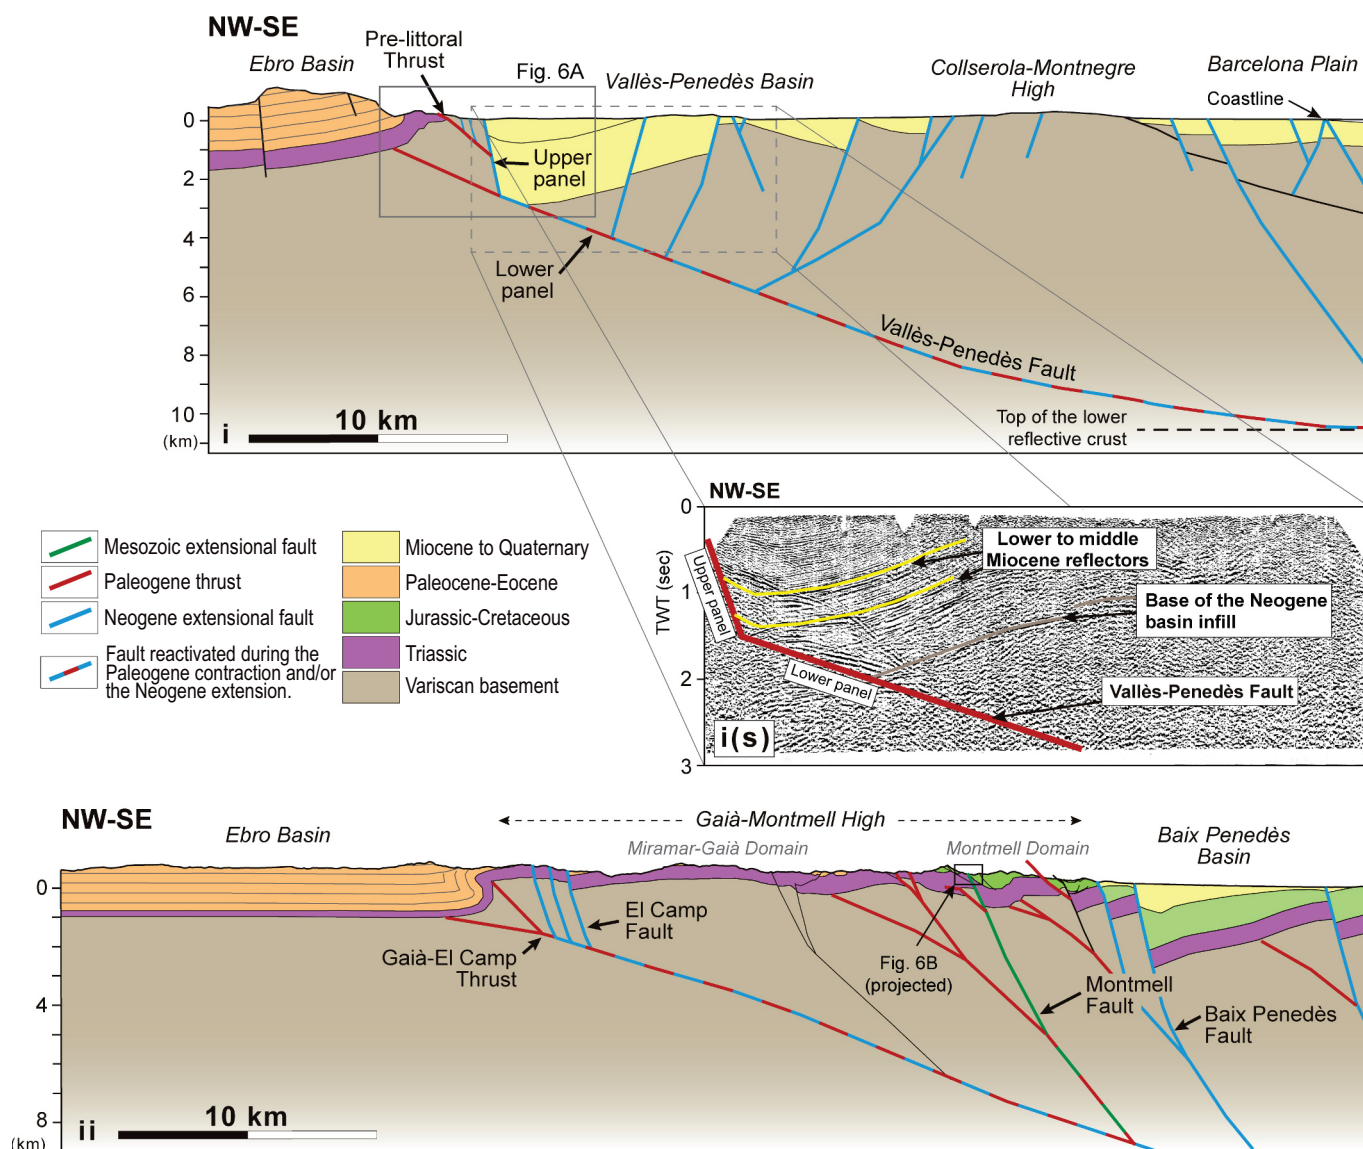 NW-SE
Pre-littoral
Thrust
Ebro Basin
Fig. 6A
Vallès-Penedès Basin
Collserola-Montnegre
High
Barcelona Plain
Coastline
0
2
4
6
8
10
(km)
Upper
panel
Lower
panel
Vallès-Penedès Fault
Top of the lower
reflective crust
i
10 km
NW-SE
0
1
2
3
TWT (sec)
Upper panel
Lower panel
Lower to middle
Miocene reflectors
Base of the Neogene
basin infill
Vallès-Penedès Fault
i(s)
Mesozoic extensional fault
Paleogene thrust
Neogene extensional fault
Fault reactivated during the
Paleogene contraction and/or
the Neogene extension.
Miocene to Quaternary
Paleocene-Eocene
Jurassic-Cretaceous
Triassic
Variscan basement
NW-SE
Ebro Basin
Gaià-Montmell High
Miramar-Gaià Domain
Montmell Domain
Baix Penedès
Basin
0
4
8
(km)
El Camp
Fault
Gaià-El Camp
Thrust
Fig. 6B
(projected)
Montmell
Fault
Baix Penedès
Fault
ii
10 km